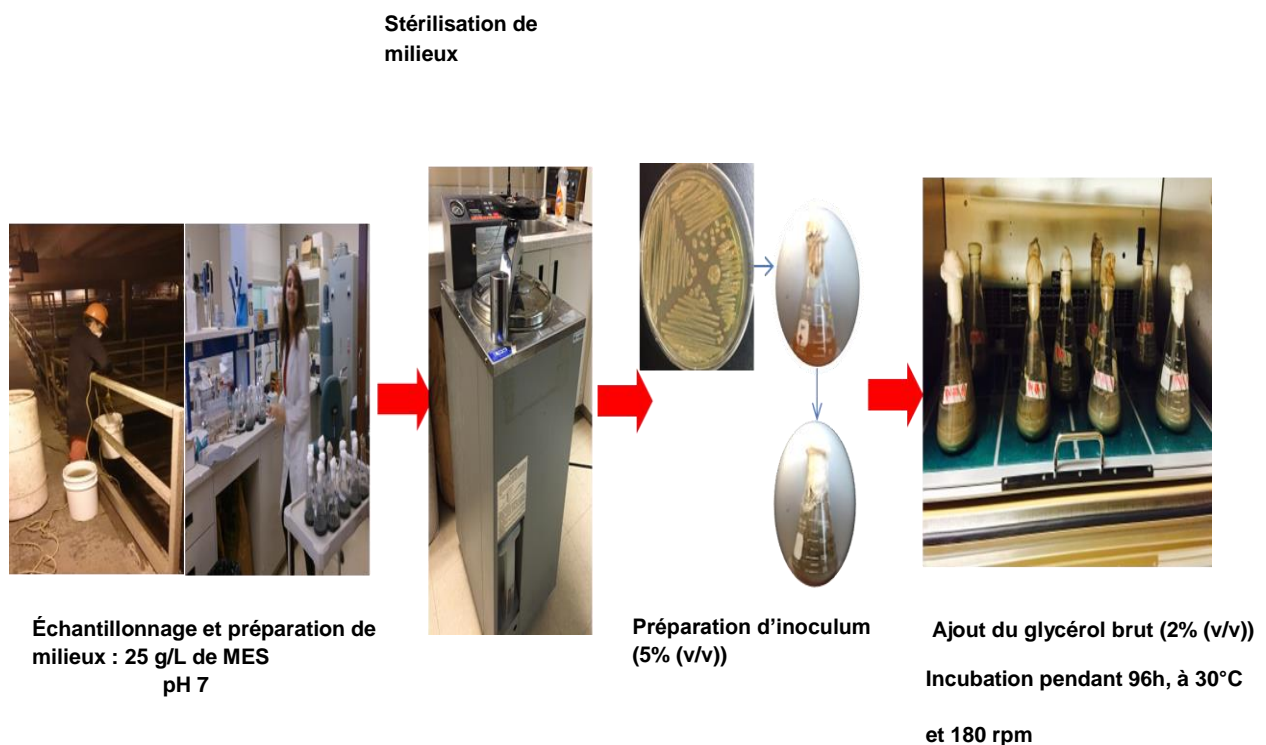 Stérilisation de
milieux
Échantillonnage et préparation de
milieux : 25 g/L de MES
pH 7
Préparation d’inoculum
(5% (v/v))
Ajout du glycérol brut (2% (v/v))
Incubation pendant 96h, à 30°C
et 180 rpm